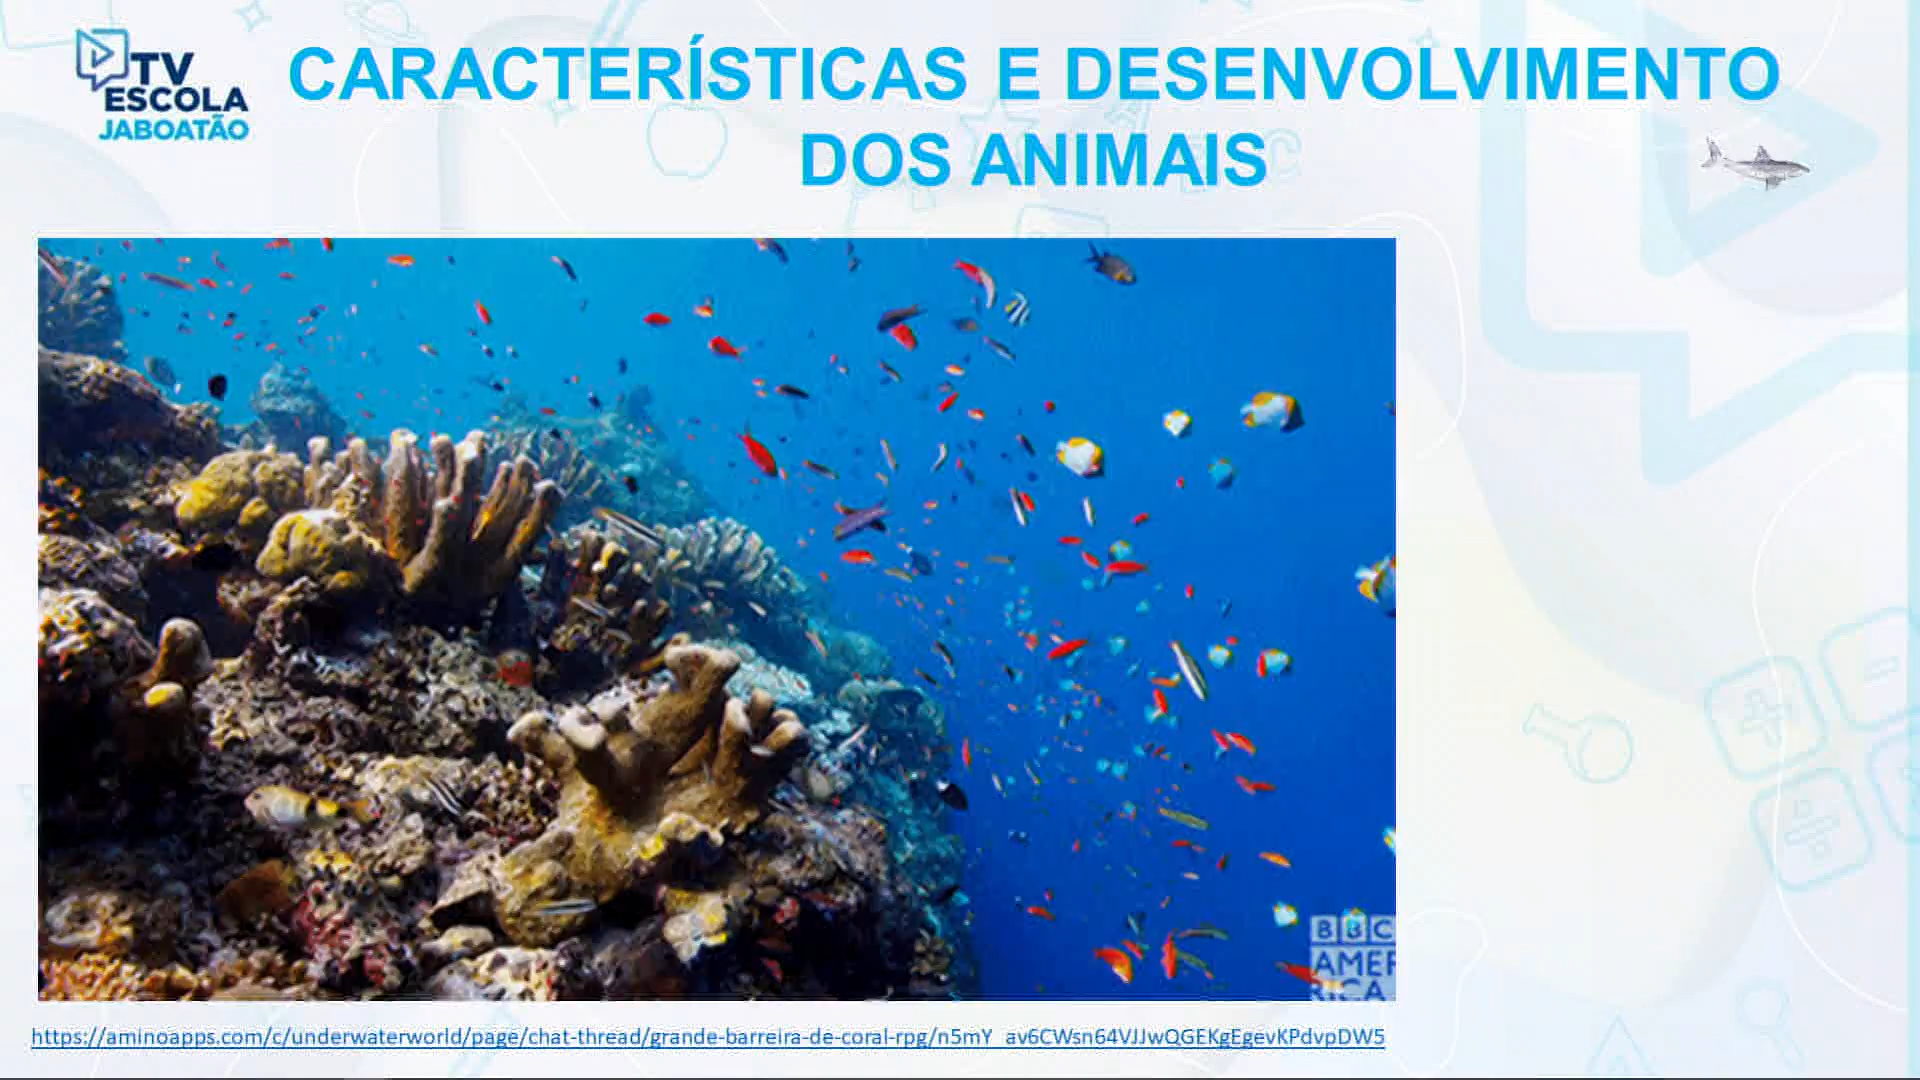 TV
ESCOLA
JABOATÃO
CARACTERÍSTICAS E DESENVOLVIMENTO
DOS ANIMAIS
BBC
AMER
RICA
https://aminoapps.com/c/underwaterworld/page/chat-thread/grande-barreira-de-coral-rpg/n5mY_av6CWsn64VJJwQGEKgEgevKPdvpDW5